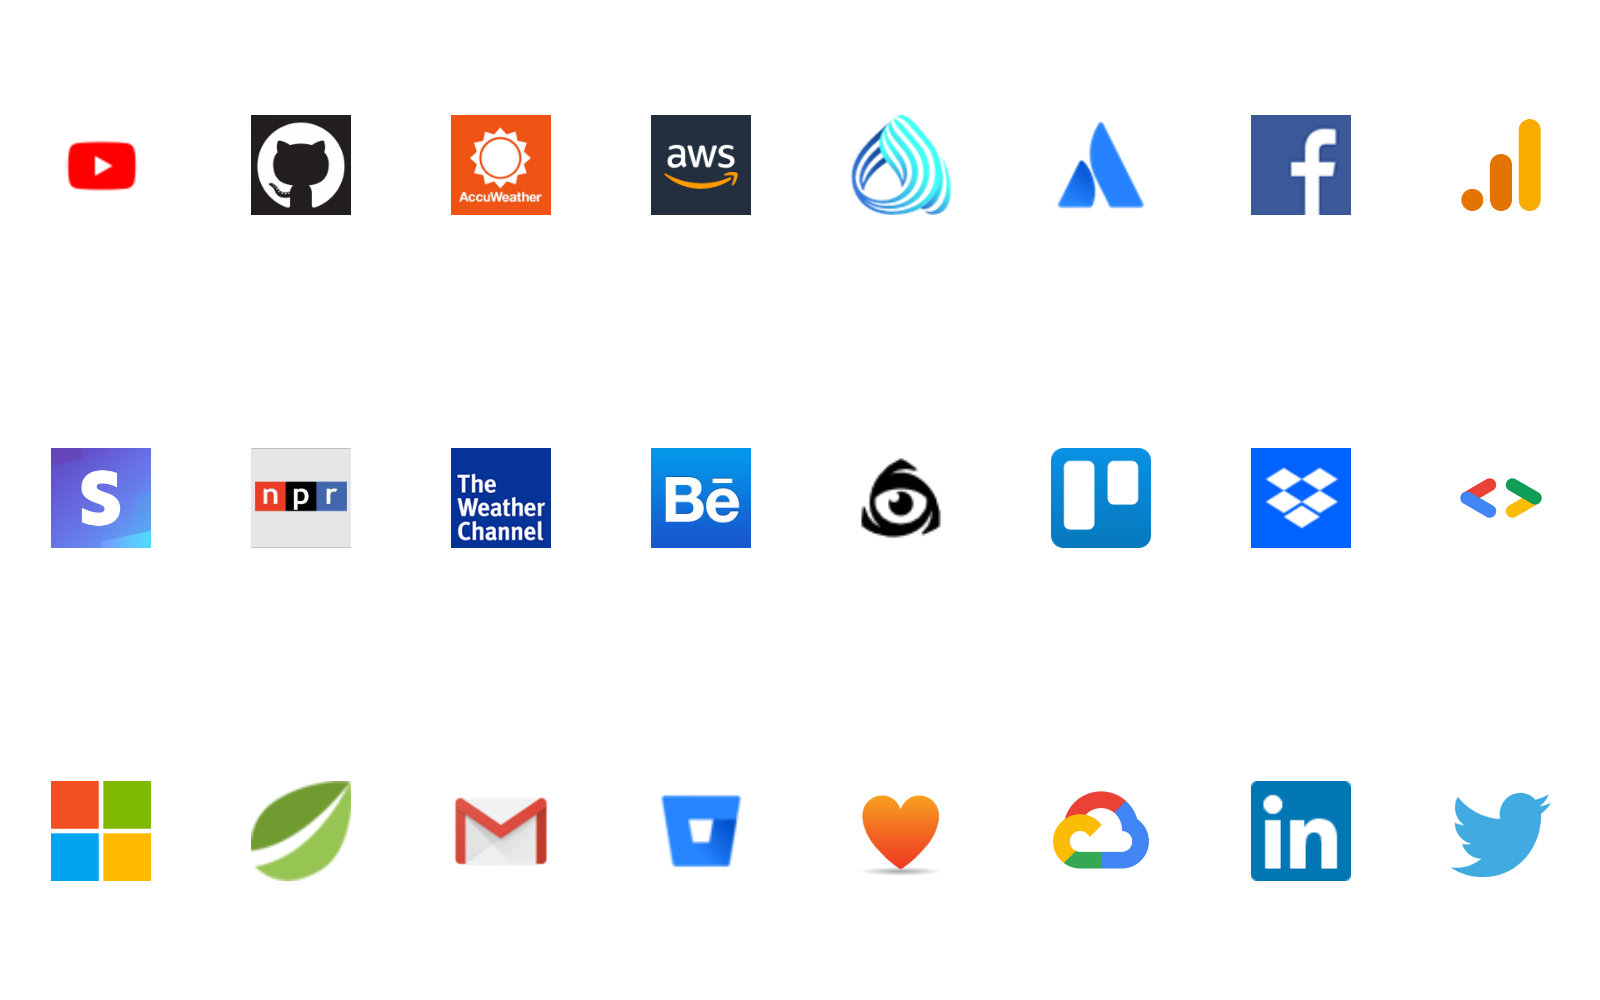 AccuWeather
aws
f
S
npr
The
Weather
Channel
Bē
in